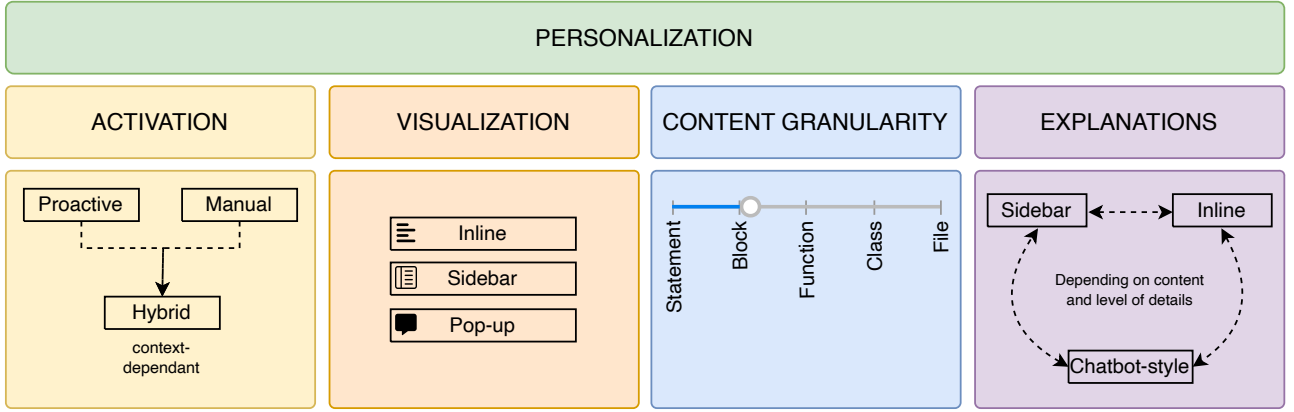 PERSONALIZATION
ACTIVATION
VISUALIZATION
CONTENT GRANULARITY
EXPLANATIONS
Proactive
Manual
Hybrid
context-
dependant
Inline
Sidebar
Pop-up
Statement
Block
Function
Class
File
Sidebar
Inline
Depending on content
and level of details
Chatbot-style